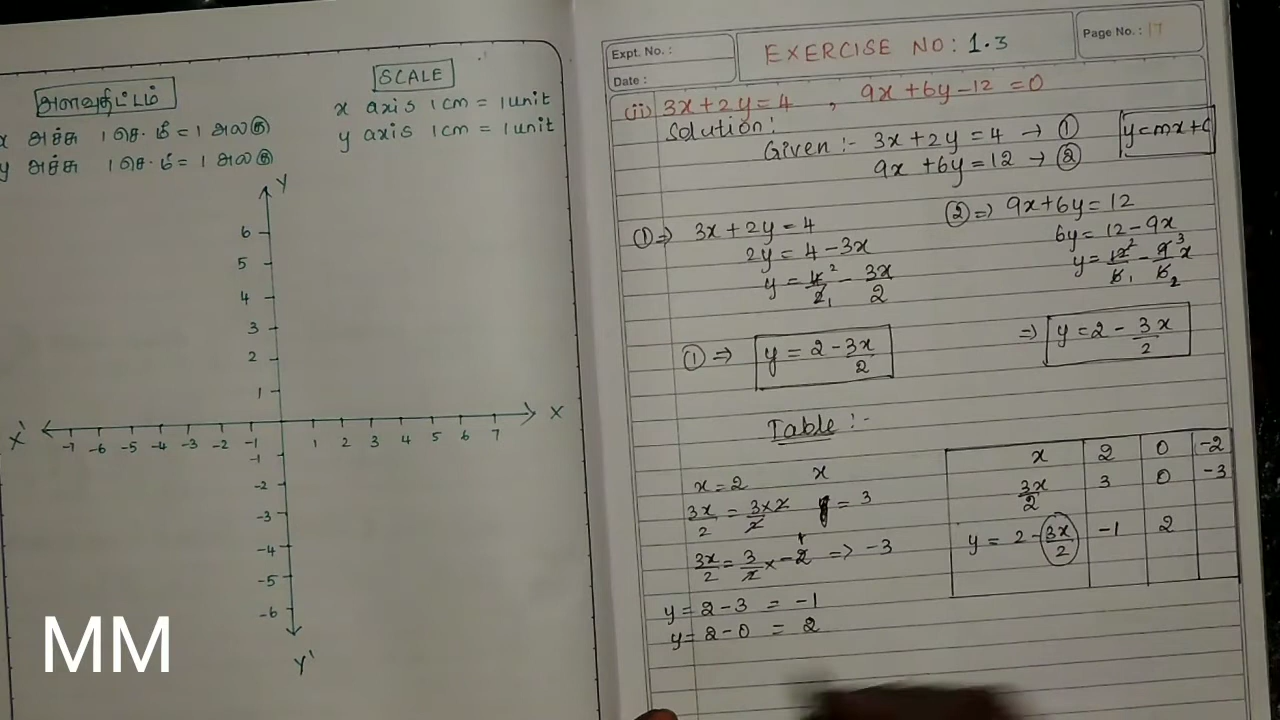 அளவுதிட்டம்
x அச்சு 1 செ.மீ = 1 அலகு
y அச்சு 1 செ.மீ = 1 அலகு
SCALE
x axis 1cm = 1unit
y axis 1cm = 1unit
Y
6
5
4
3
2
1
X' -7 -6 -5 -4 -3 -2 -1 1 2 3 4 5 6 7 X
-1
-2
-3
-4
-5
-6
Y'
MM
Expt. No. :
Date :
EXERCISE NO: 1.3
Page No. : 17
(ii) 3x+2y=4 , 9x+6y-12 =0
Solution:
Given :- 3x+2y = 4 → ①
9x +6y = 12 → ②
y=mx+c
①⇒ 3x+2y = 4
2y = 4-3x
y = 4/2 - 3x/2
① ⇒ y = 2-3x/2
②⇒ 9x+6y=12
6y = 12-9x
y = 12/6 - 9x/6
⇒ y=2-3x/2
Table :-
x=2 x
3x/2 = 3x2/2 = 3
3x/2 = 3/2 x -2 => -3
y = 2-3 = -1
y= 2-0 = 2
x 2 0 -2
3x/2 3 0 -3
y = 2-3x/2 -1 2